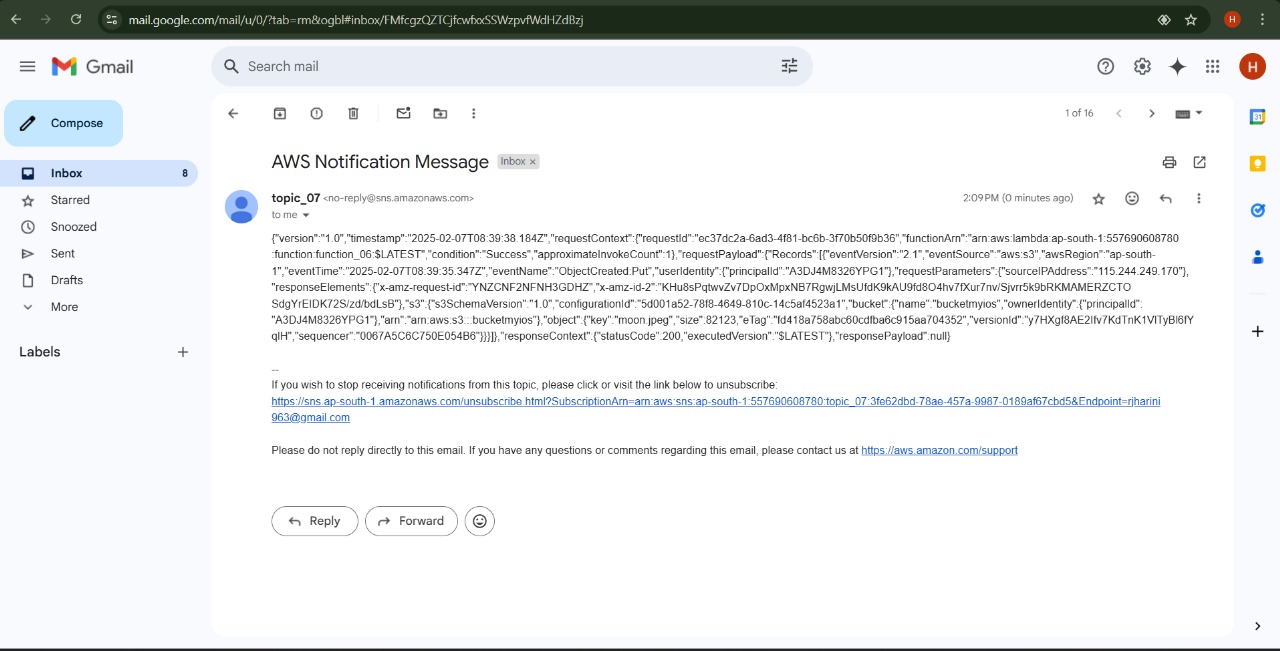 mail.google.com/mail/u/0/?tab=rm&ogbl#inbox/FMfcgzQZTCjfcwfxxSSWzpvfWdHZdBzj
H
Gmail
Search mail
H
Compose
1 of 16
Inbox 8
Starred
Snoozed
Sent
Drafts
More
Labels
AWS Notification Message Inbox ×
topic_07 <no-reply@sns.amazonaws.com> 2:09 PM (0 minutes ago)
to me
{"version":"1.0","timestamp":"2025-02-07T08:39:38.184Z","requestContext":{"requestId":"ec37dc2a-6ad3-4f81-bc6b-3f70b50f9b36","functionArn":"arn:aws:lambda:ap-south-1:557690608780
:function:function_06:$LATEST","condition":"Success","approximateInvokeCount":1},"requestPayload":{"Records":[{"eventVersion":"2.1","eventSource":"aws:s3","awsRegion":"ap-south-
1","eventTime":"2025-02-07T08:39:35.347Z","eventName":"ObjectCreated:Put","userIdentity":{"principalId":"A3DJ4M8326YPG1"},"requestParameters":{"sourceIPAddress":"115.244.249.170"},
"responseElements":{"x-amz-request-id":"YNZCNF2NFNH3GDHZ","x-amz-id-2":"KHu8sPqtwvZv7DpOxMpxNB7RgwjLMsUfdK9kAU9fd8O4hv7fXur7nv/Sjvrr5k9bRKMAMERZCTO
SdgYrEIDK72S/zd/bdLsB"},"s3":{"s3SchemaVersion":"1.0","configurationId":"5d001a52-78f8-4649-810c-14c5af4523a1","bucket":{"name":"bucketmyios","ownerIdentity":{"principalId":
"A3DJ4M8326YPG1"},"arn":"arn:aws:s3:::bucketmyios"},"object":{"key":"moon.jpeg","size":82123,"eTag":"fd418a758abc60cdfba6c915aa704352","versionId":"y7HXgf8AE2Ifv7KdTnK1VlTyBl6fY
qIH","sequencer":"0067A5C6C750E054B6"}}}]},"responseContext":{"statusCode":200,"executedVersion":"$LATEST"},"responsePayload":null}
--
If you wish to stop receiving notifications from this topic, please click or visit the link below to unsubscribe:
https://sns.ap-south-1.amazonaws.com/unsubscribe.html?SubscriptionArn=arn:aws:sns:ap-south-1:557690608780:topic_07:3fe62dbd-78ae-457a-9987-0189af67cbd5&Endpoint=rjharini
963@gmail.com
Please do not reply directly to this email. If you have any questions or comments regarding this email, please contact us at https://aws.amazon.com/support
Reply Forward
31